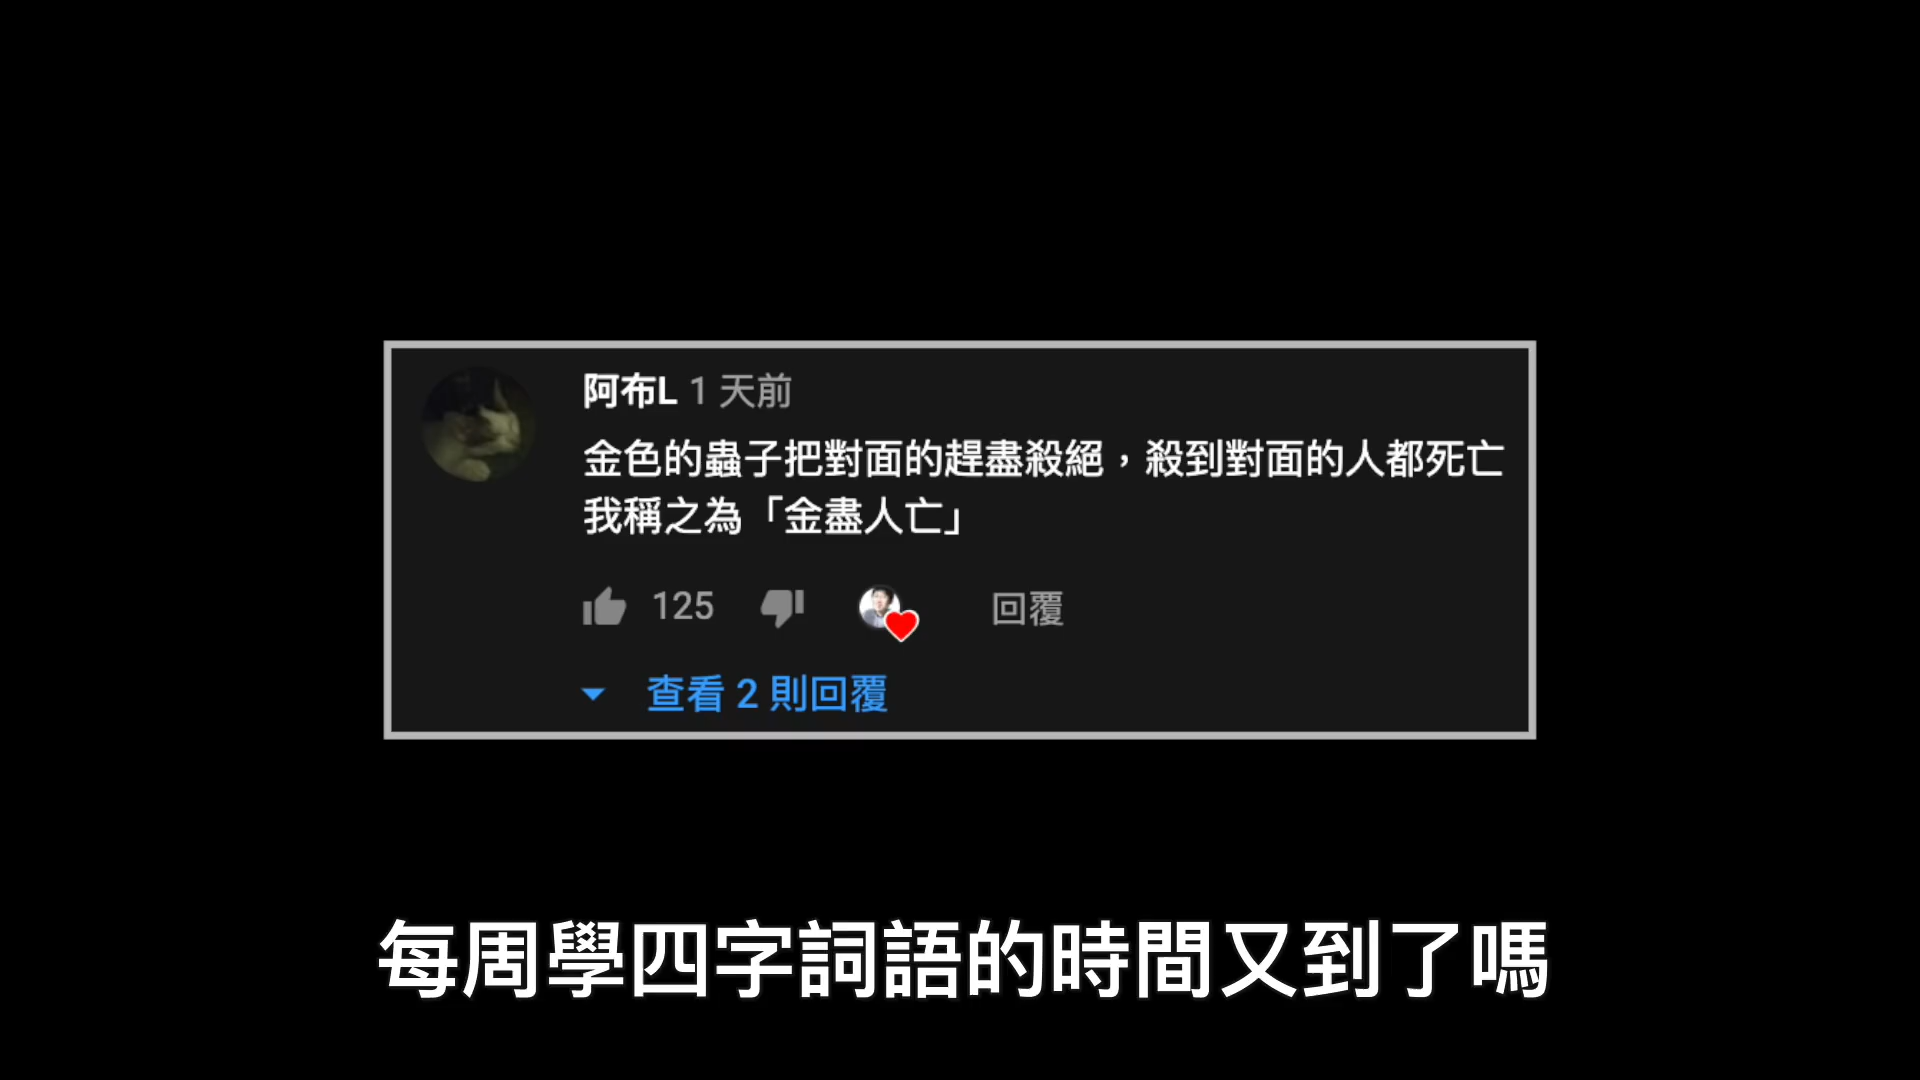 阿布L 1 天前
金色的蟲子把對面的趕盡殺絕，殺到對面的人都死亡
我稱之為「金盡人亡」
125 回覆
查看 2 則回覆
每周學四字詞語的時間又到了嗎